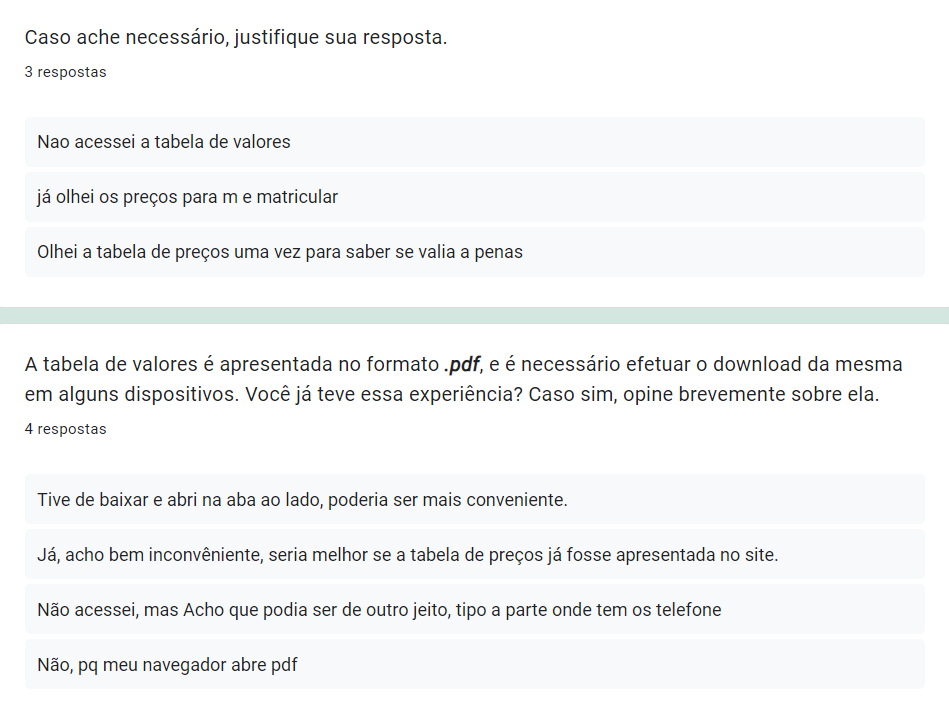 Caso ache necessário, justifique sua resposta.
3 respostas
Nao acessei a tabela de valores
já olhei os preços para m e matricular
Olhei a tabela de preços uma vez para saber se valia a penas
A tabela de valores é apresentada no formato .pdf, e é necessário efetuar o download da mesma
em alguns dispositivos. Você já teve essa experiência? Caso sim, opine brevemente sobre ela.
4 respostas
Tive de baixar e abri na aba ao lado, poderia ser mais conveniente.
Já, acho bem inconvêniente, seria melhor se a tabela de preços já fosse apresentada no site.
Não acessei, mas Acho que podia ser de outro jeito, tipo a parte onde tem os telefone
Não, pq meu navegador abre pdf